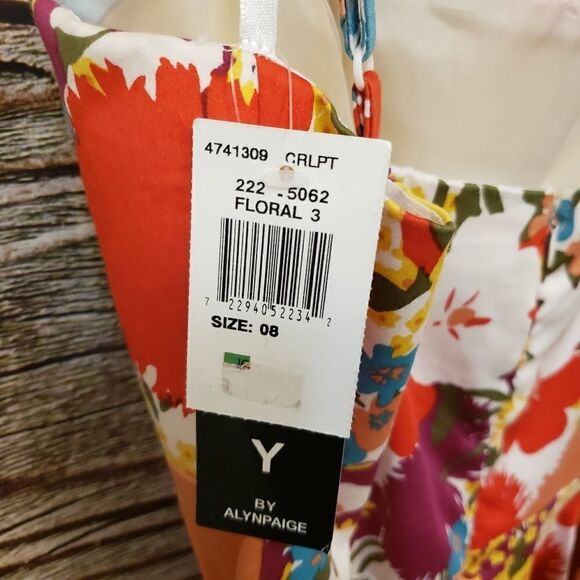 4741309 CRLPT
222 - 5062
FLORAL 3
7 22940 52234 2
SIZE: 08
Y
BY
ALYNPAIGE